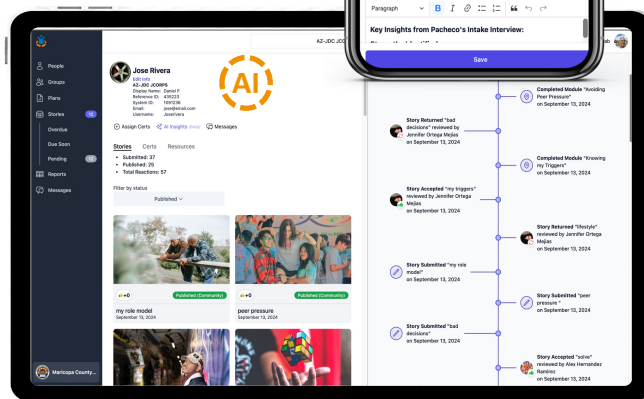 Paragraph
B I
Key Insights from Pacheco's Intake Interview:
Save
AZ-JDC JCO
People
Groups
Plans
Stories 12
Overdue
Due Soon
Pending 12
Reports
Messages
Maricopa County...
Jose Rivera
Edit Info
AZ-JDC JCORPS
Display Name: Daniel P.
Reference ID: 435223
System ID: 1091236
Email: jose@email.com
Username: Joserivera
AI
Assign Certs
AI Insights
Messages
Stories Certs Resources
Submitted: 37
Published: 25
Total Reactions: 57
Filter by status
Published
+0 Published (Community)
my role model
September 13, 2024
+0 Published (Community)
peer pressure
September 13, 2024
Completed Module "Avoiding
Peer Pressure"
on September 13, 2024
Story Returned "bad
decisions" reviewed by
Jennifer Ortega Mejias
on September 13, 2024
Completed Module "Knowing
my Triggers"
on September 13, 2024
Story Accepted "my triggers"
reviewed by Jennifer Ortega
Mejias
on September 13, 2024
Story Returned "lifestyle"
reviewed by Jennifer Ortega
Mejias
on September 13, 2024
Story Submitted "my role
model"
on September 13, 2024
Story Submitted "peer
pressure "
on September 13, 2024
Story Submitted "bad
decisions"
on September 13, 2024
Story Accepted "solve"
reviewed by Alex Hernandez
Ramirez
on September 13, 2024